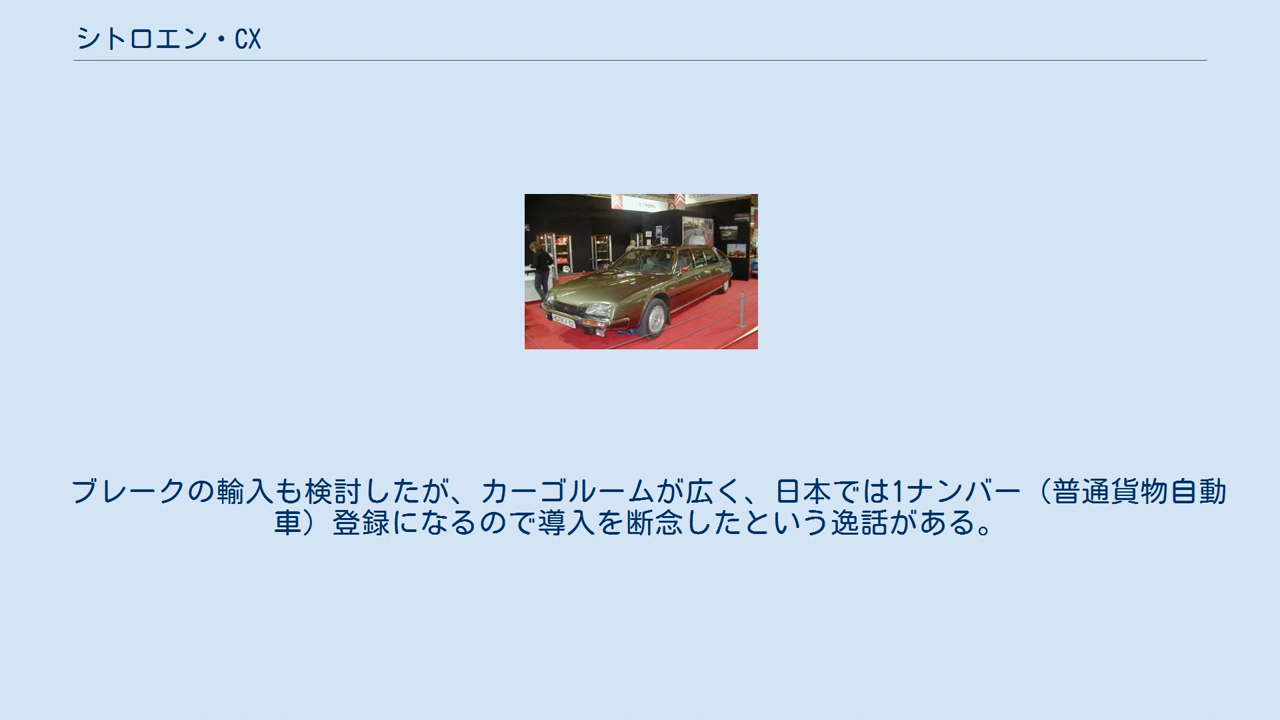 シトロエン・CX
ブレークの輸入も検討したが、カーゴルームが広く、日本では1ナンバー（普通貨物自動
車）登録になるので導入を断念したという逸話がある。